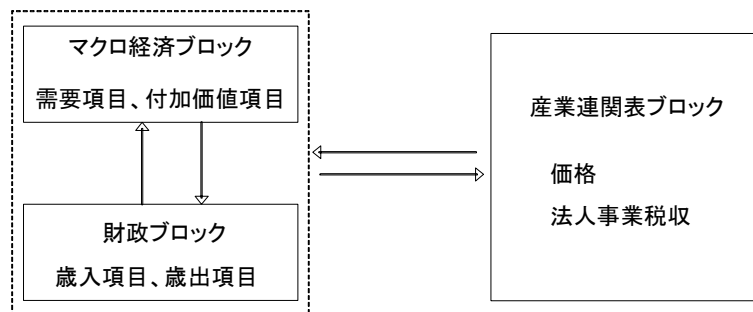 マクロ経済ブロック
需要項目、付加価値項目
財政ブロック
歳入項目、歳出項目
産業連関表ブロック
価格
法人事業税収